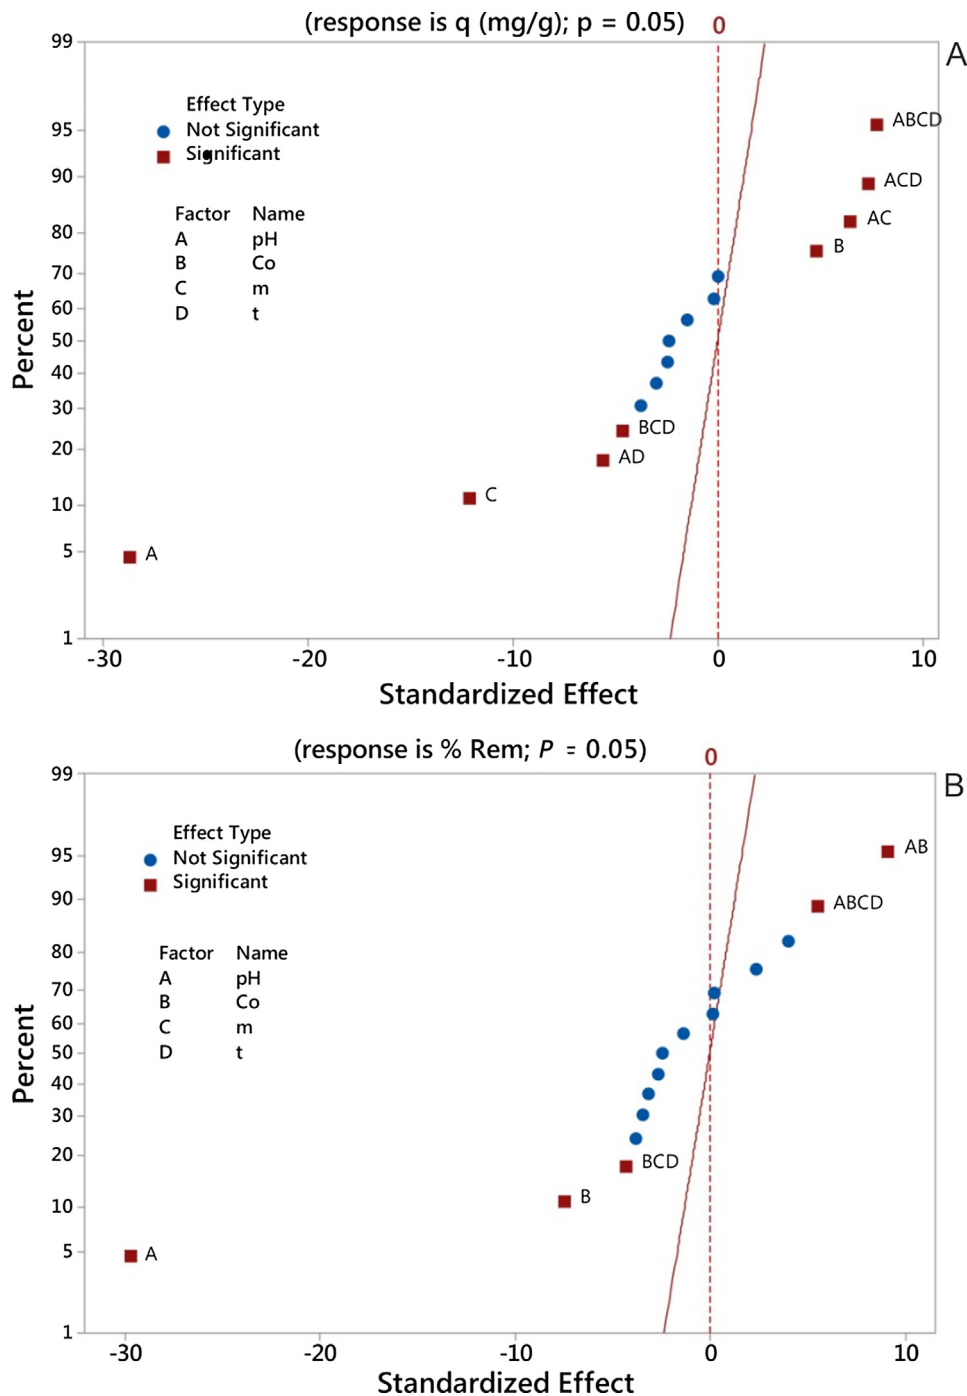 (response is q (mg/g); p = 0.05)
0
A
99
95
90
80
70
60
50
40
30
20
10
5
1
Percent
Effect Type
Not Significant
Significant
Factor Name
A pH
B Co
C m
D t
ABCD
ACD
AC
B
BCD
AD
C
A
-30 -20 -10 0 10
Standardized Effect
(response is % Rem; P = 0.05)
0
B
99
95
90
80
70
60
50
40
30
20
10
5
1
Percent
Effect Type
Not Significant
Significant
Factor Name
A pH
B Co
C m
D t
AB
ABCD
BCD
B
A
-30 -20 -10 0 10
Standardized Effect